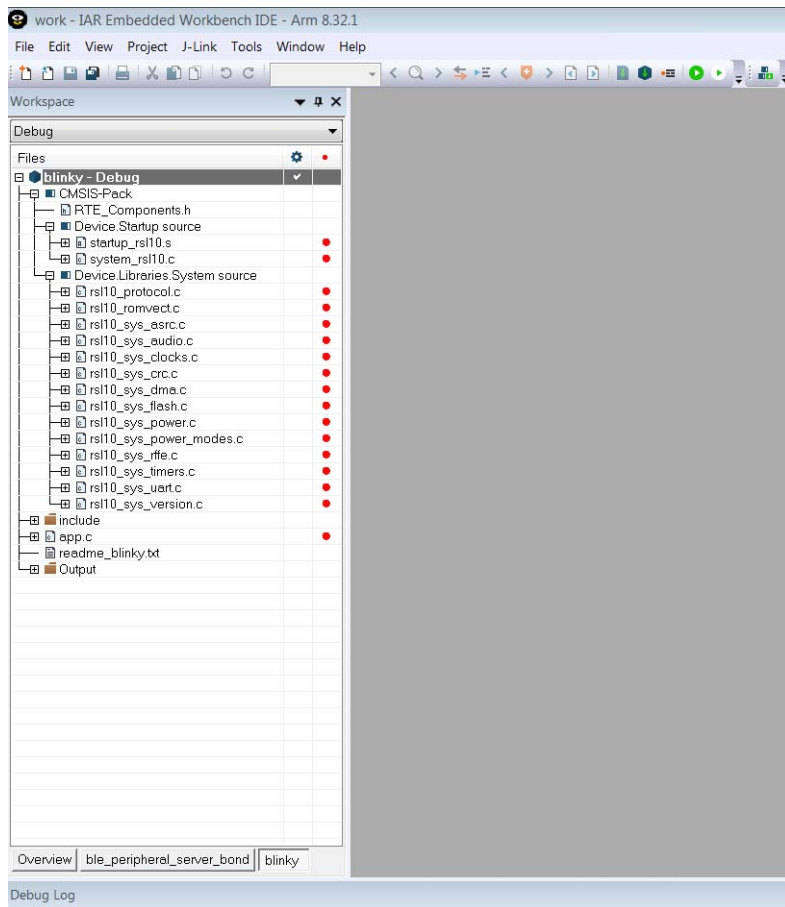 work - IAR Embedded Workbench IDE - Arm 8.32.1
File Edit View Project J-Link Tools Window Help
Workspace
Debug
Files
blinky - Debug
CMSIS-Pack
RTE_Components.h
Device.Startup source
startup_rsl10.s
system_rsl10.c
Device.Libraries.System source
rsl10_protocol.c
rsl10_romvect.c
rsl10_sys_asrc.c
rsl10_sys_audio.c
rsl10_sys_clocks.c
rsl10_sys_crc.c
rsl10_sys_dma.c
rsl10_sys_flash.c
rsl10_sys_power.c
rsl10_sys_power_modes.c
rsl10_sys_rffe.c
rsl10_sys_timers.c
rsl10_sys_uart.c
rsl10_sys_version.c
include
app.c
readme_blinky.txt
Output
Overview ble_peripheral_server_bond blinky
Debug Log